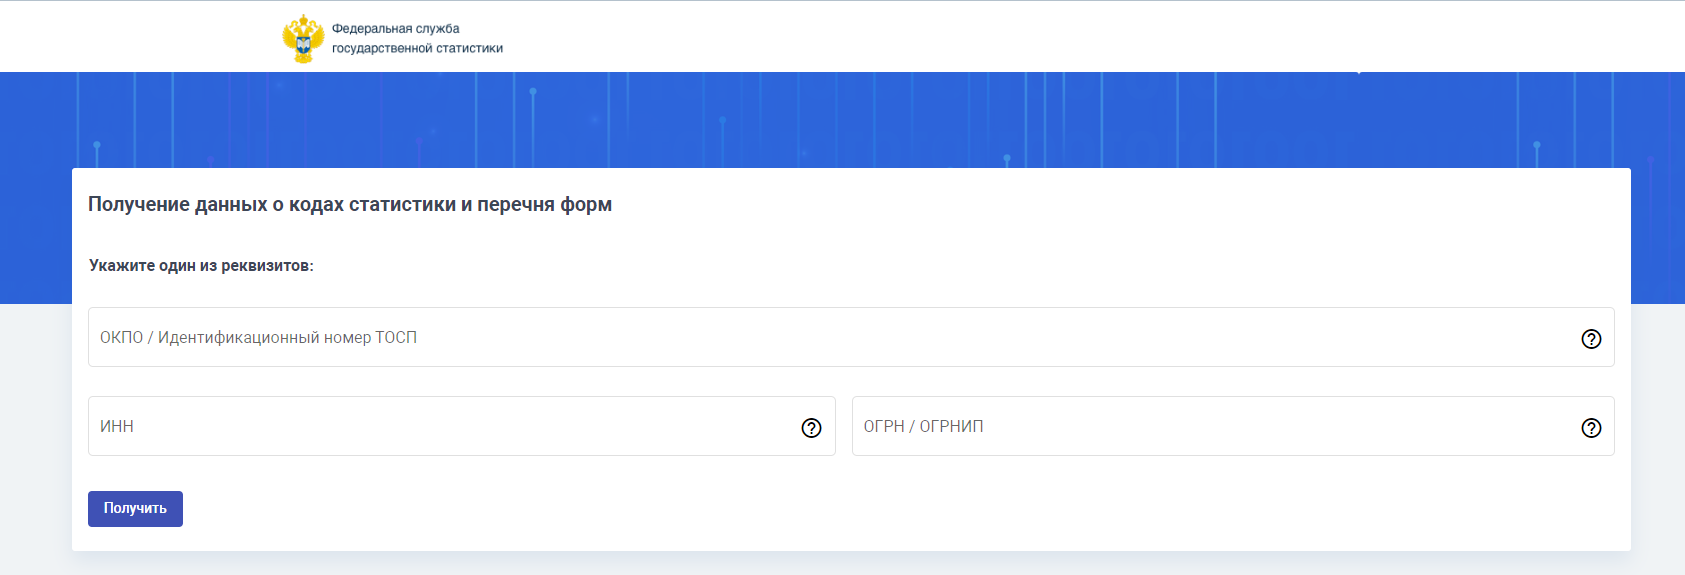 Федеральная служба
государственной статистики
Получение данных о кодах статистики и перечня форм
Укажите один из реквизитов:
ОКПО / Идентификационный номер ТОСП
ИНН
ОГРН / ОГРНИП
Получить